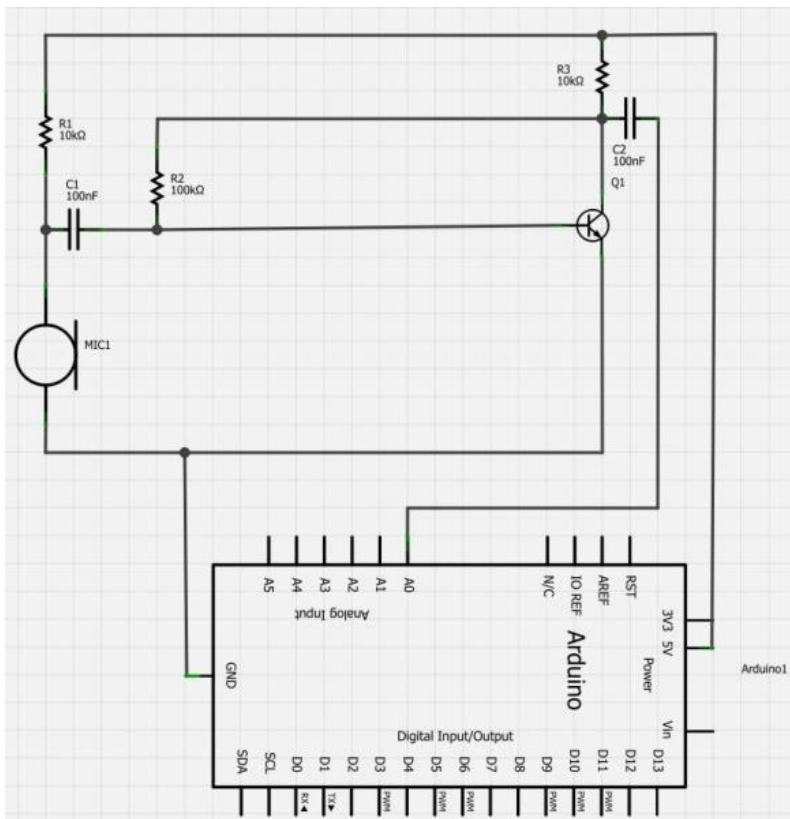 R3
10kΩ
R1
10kΩ
C2
100nF
R2
100kΩ
C1
100nF
Q1
MIC1
A5
A4
A3
A2
A1
A0
N/C
IO REF
AREF
RST
Analog Input
3V3
5V
Power
Arduino
Arduino1
GND
Vin
Digital Input/Output
SDA
SCL
D0
D1
D2
D3
D4
D5
D6
D7
D8
D9
D10
D11
D12
D13
RX◀
TX▶
PWM
PWM
PWM
PWM
PWM
PWM